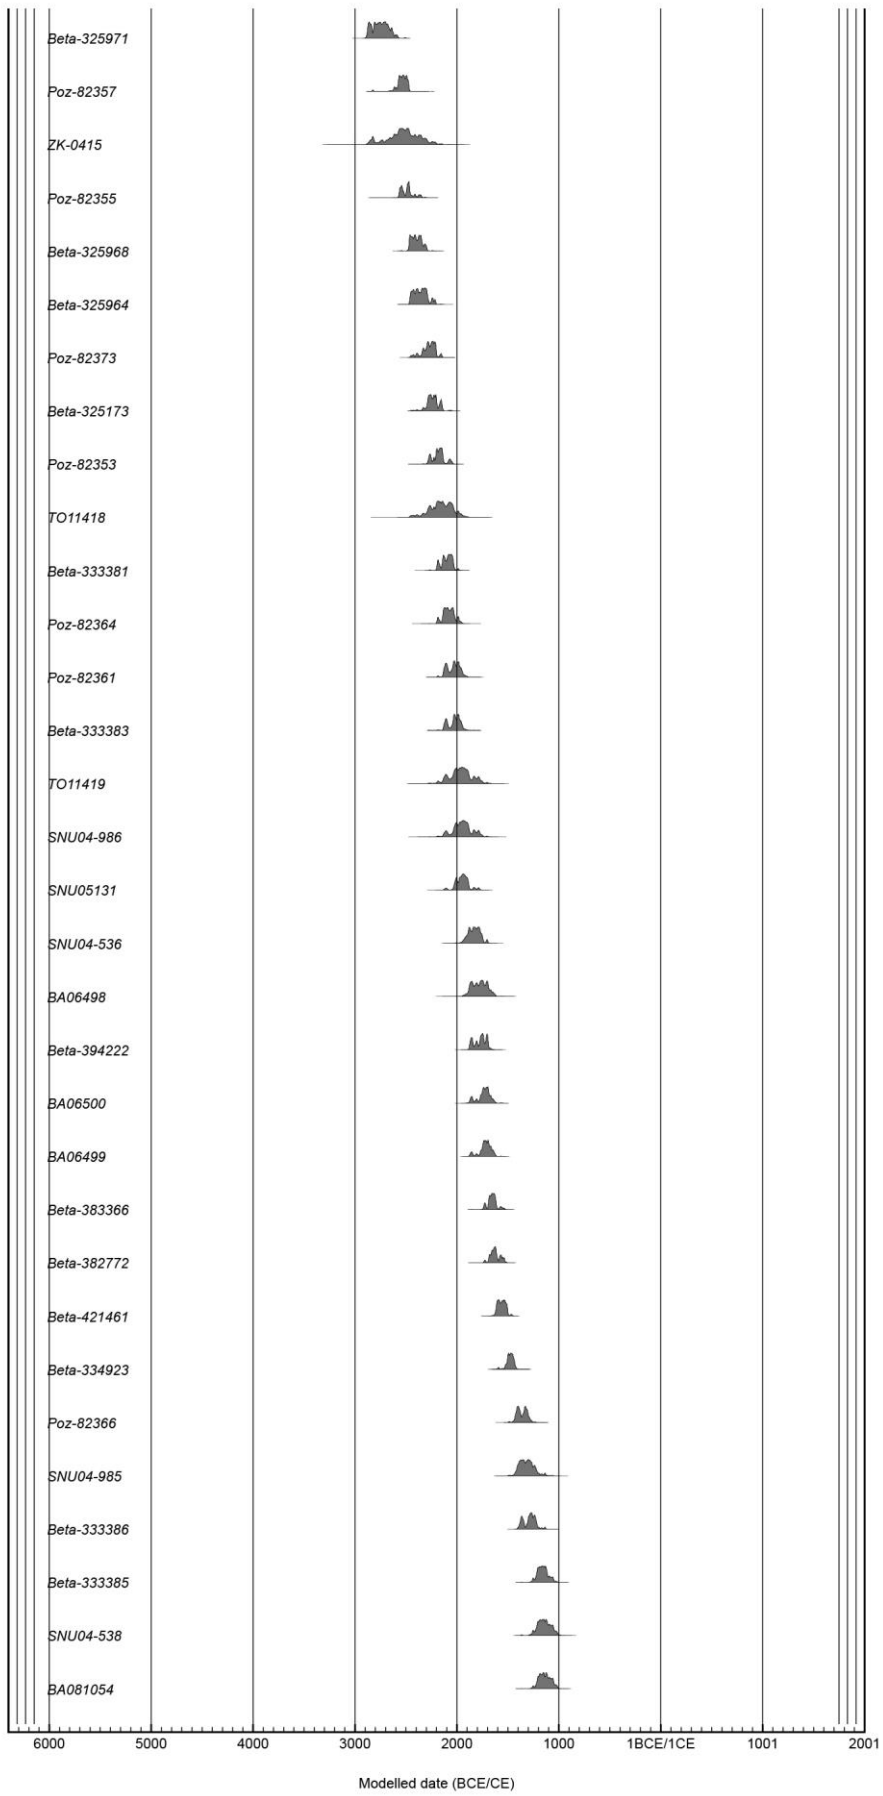 Beta-325971
Poz-82357
ZK-0415
Poz-82355
Beta-325968
Beta-325964
Poz-82373
Beta-325173
Poz-82353
TO11418
Beta-333381
Poz-82364
Poz-82361
Beta-333383
TO11419
SNU04-986
SNU05131
SNU04-536
BA06498
Beta-394222
BA06500
BA06499
Beta-383366
Beta-382772
Beta-421461
Beta-334923
Poz-82366
SNU04-985
Beta-333386
Beta-333385
SNU04-538
BA081054
6000 5000 4000 3000 2000 1000 1BCE/1CE 1001 2001
Modelled date (BCE/CE)